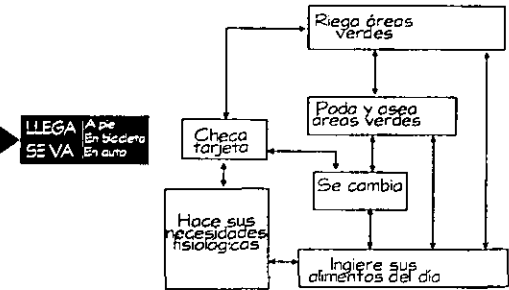 Riega áreas
verdes
LLEGA
SE VA
A pie
En bicicleta
En auto
Checa
tarjeta
Poda y asea
áreas verdes
Se cambia
Hace sus
necesidades
fisiológicas
Ingiere sus
alimentos del día